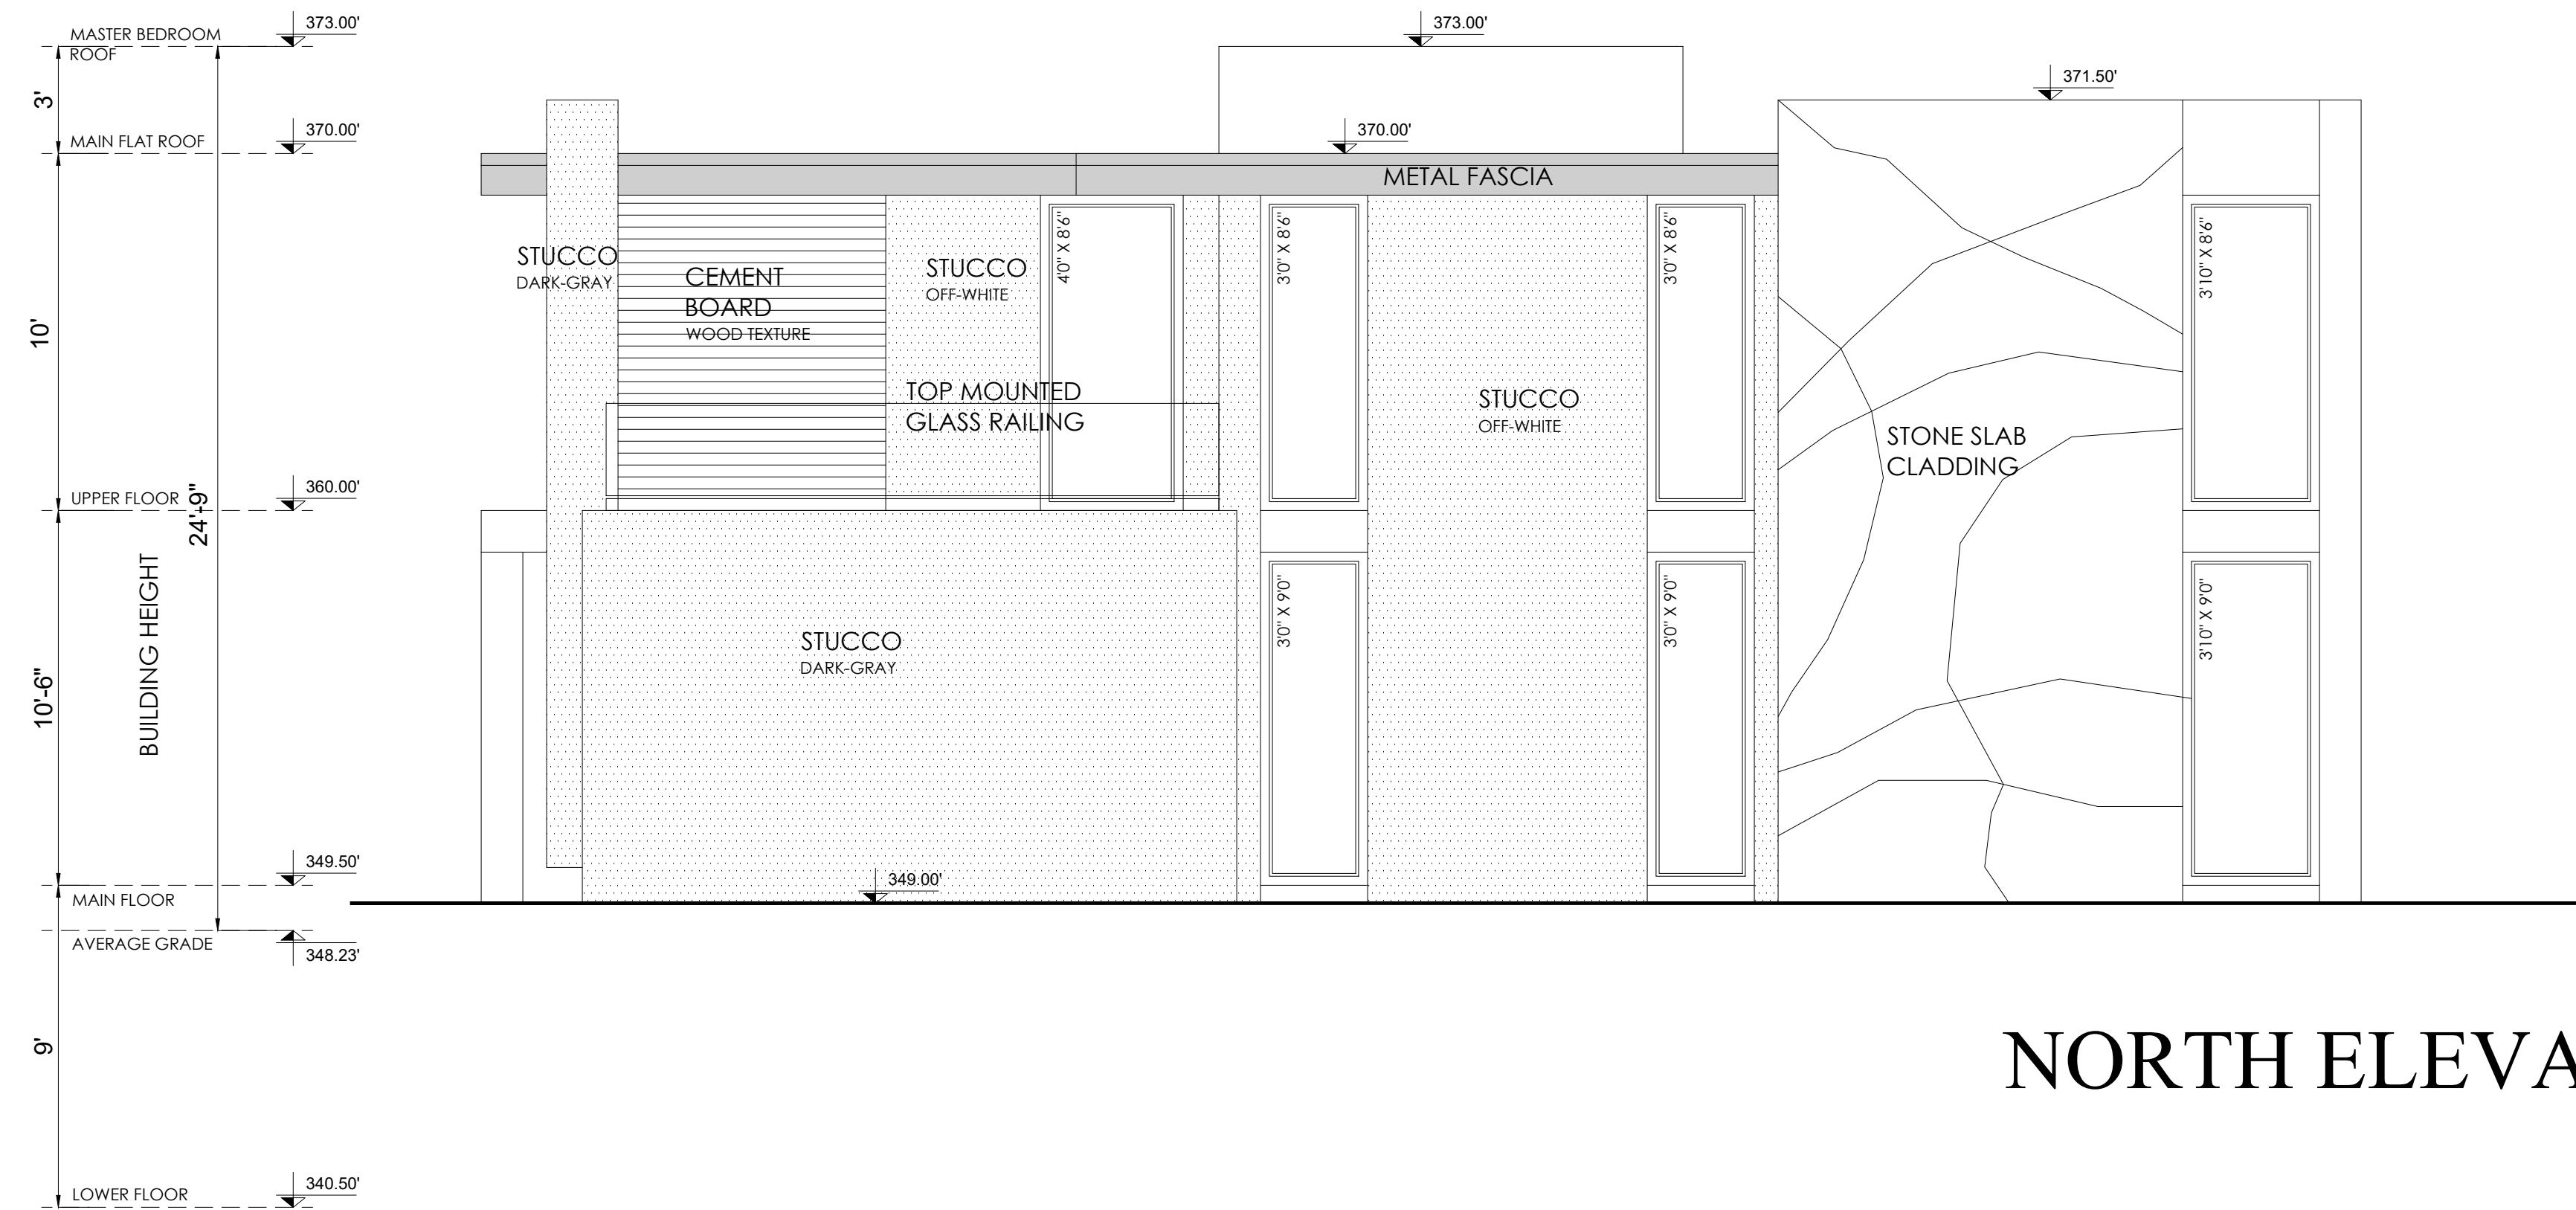 MASTER BEDROOM
ROOF
373.00'
373.00'
371.50'
3'
MAIN FLAT ROOF
370.00'
370.00'
METAL FASCIA
4'0" X 8'6"
3'0" X 8'6"
3'0" X 8'6"
3'10" X 8'6"
STUCCO
DARK-GRAY
CEMENT
BOARD
WOOD TEXTURE
STUCCO
OFF-WHITE
10'
TOP MOUNTED
GLASS RAILING
STUCCO
OFF-WHITE
STONE SLAB
CLADDING
UPPER FLOOR
360.00'
24'-9"
BUILDING HEIGHT
10'-6"
3'0" X 9'0"
3'0" X 9'0"
3'10" X 9'0"
STUCCO
DARK-GRAY
349.50'
349.00'
MAIN FLOOR
AVERAGE GRADE
348.23'
9'
NORTH ELEVA
LOWER FLOOR
340.50'